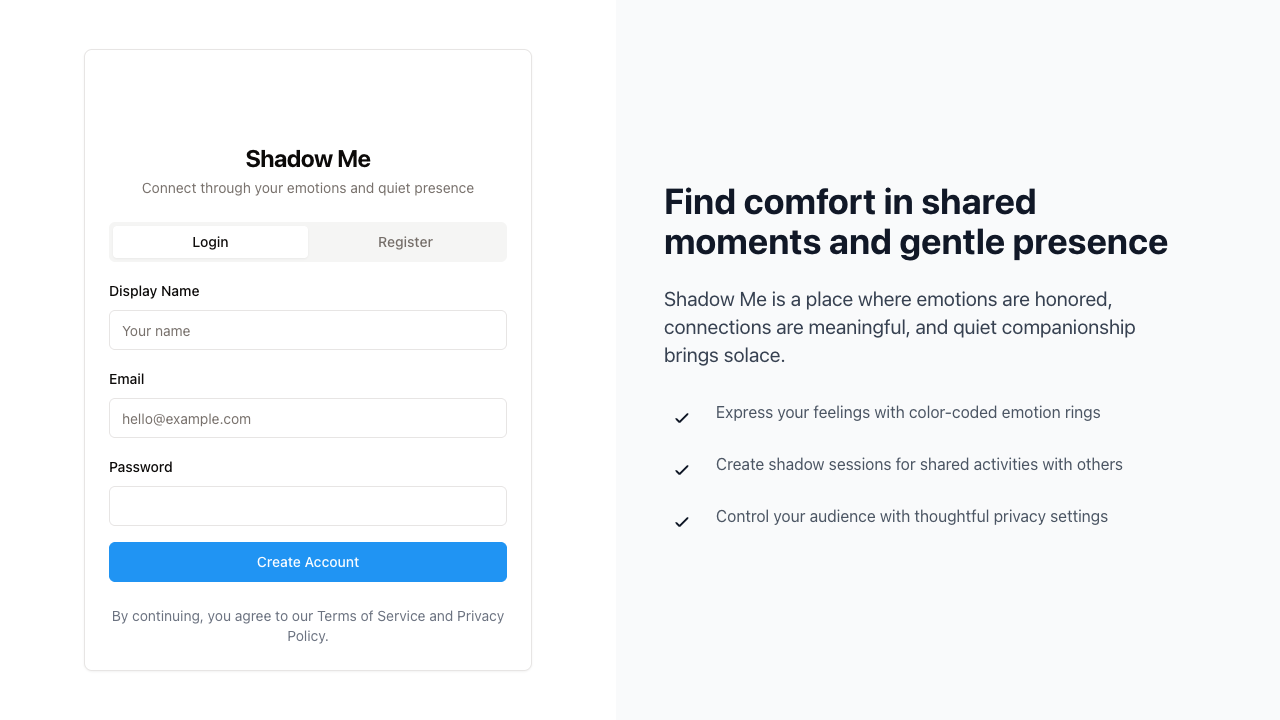 Shadow Me
Connect through your emotions and quiet presence
Login
Register
Display Name
Your name
Email
hello@example.com
Password
Create Account
By continuing, you agree to our Terms of Service and Privacy
Policy.
Find comfort in shared
moments and gentle presence
Shadow Me is a place where emotions are honored,
connections are meaningful, and quiet companionship
brings solace.
Express your feelings with color-coded emotion rings
Create shadow sessions for shared activities with others
Control your audience with thoughtful privacy settings